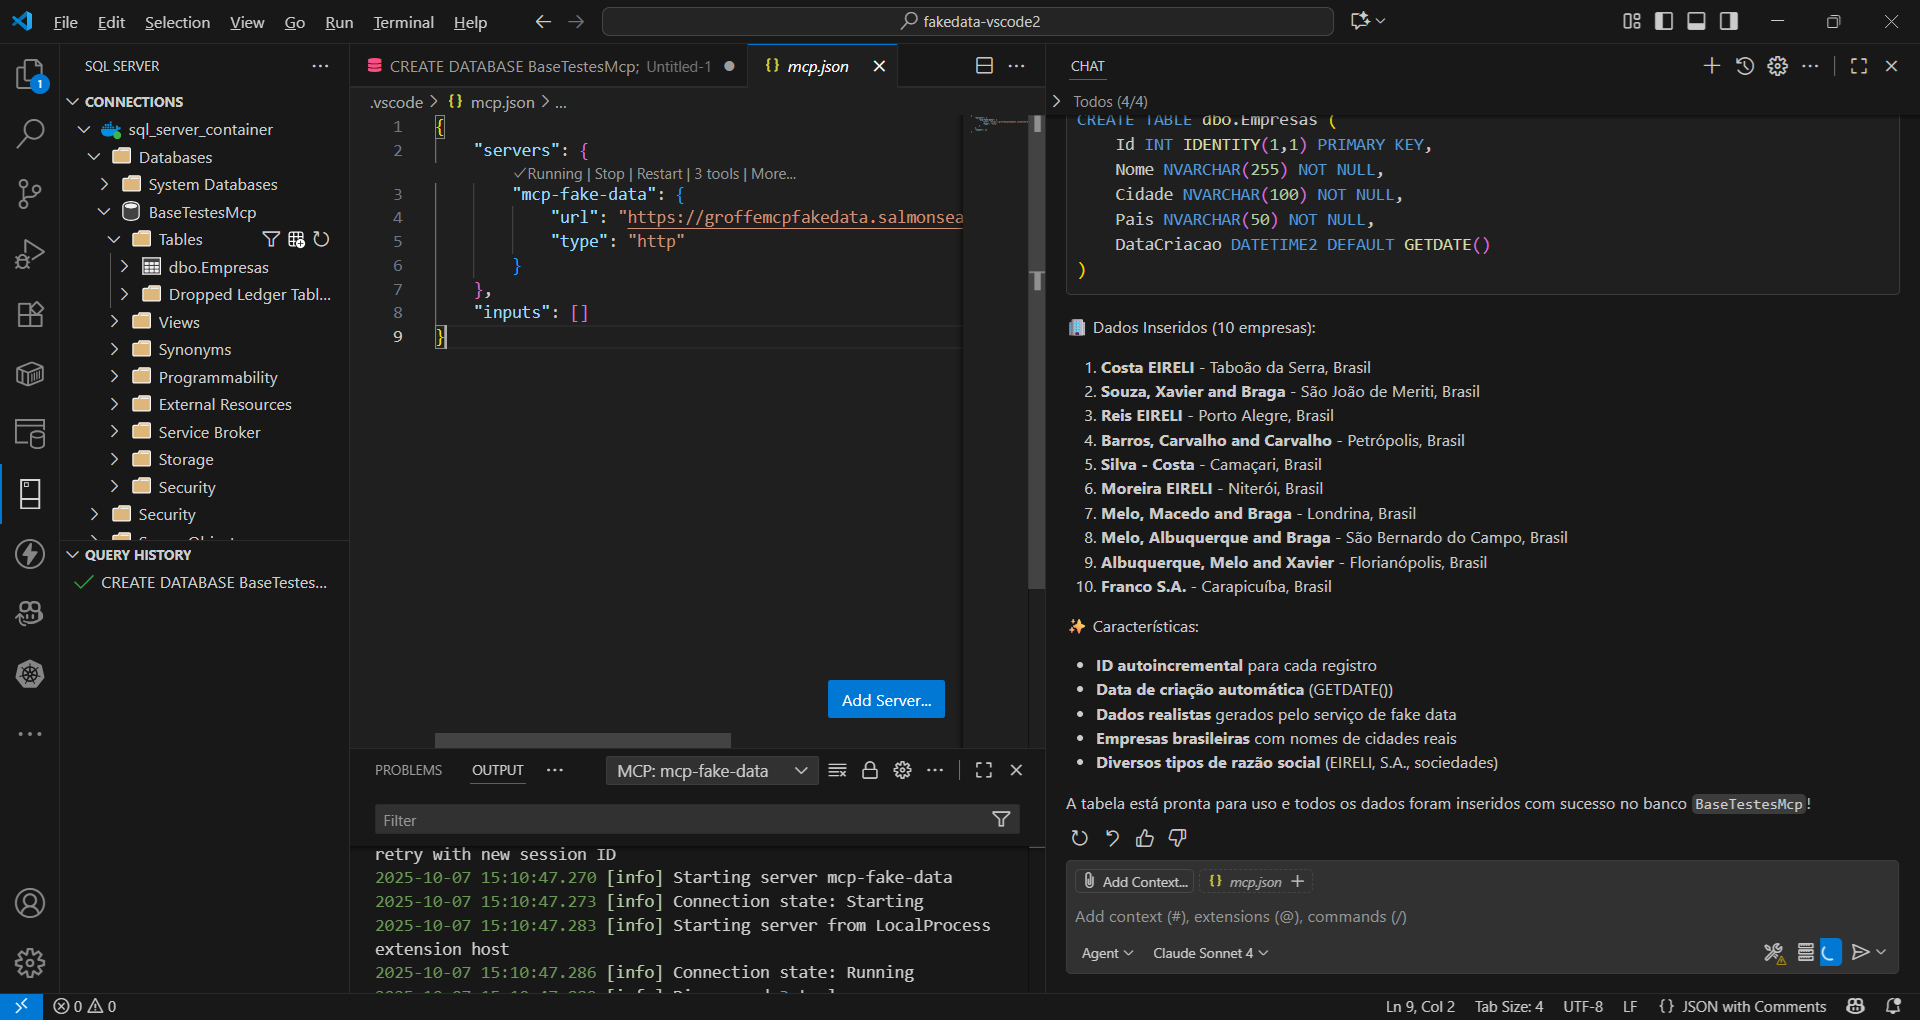 File Edit Selection View Go Run Terminal Help
fakedata-vscode2
1
SQL SERVER
CONNECTIONS
sql_server_container
Databases
System Databases
BaseTestesMcp
Tables
dbo.Empresas
Dropped Ledger Tabl...
Views
Synonyms
Programmability
External Resources
Service Broker
Storage
Security
Security
QUERY HISTORY
CREATE DATABASE BaseTestes...
CREATE DATABASE BaseTestesMcp; Untitled-1
{} mcp.json
.vscode > {} mcp.json > ...
1 {
2 "servers": {
✓Running | Stop | Restart | 3 tools | More...
3 "mcp-fake-data": {
4 "url": "https://groffemcpfakedata.salmonsea
5 "type": "http"
6 }
7 },
8 "inputs": []
9 }
Add Server...
PROBLEMS OUTPUT
MCP: mcp-fake-data
Filter
retry with new session ID
2025-10-07 15:10:47.270 [info] Starting server mcp-fake-data
2025-10-07 15:10:47.273 [info] Connection state: Starting
2025-10-07 15:10:47.283 [info] Starting server from LocalProcess
extension host
2025-10-07 15:10:47.286 [info] Connection state: Running
CHAT
Todos (4/4)
CREATE TABLE dbo.Empresas (
Id INT IDENTITY(1,1) PRIMARY KEY,
Nome NVARCHAR(255) NOT NULL,
Cidade NVARCHAR(100) NOT NULL,
Pais NVARCHAR(50) NOT NULL,
DataCriacao DATETIME2 DEFAULT GETDATE()
)
Dados Inseridos (10 empresas):
1. Costa EIRELI - Taboão da Serra, Brasil
2. Souza, Xavier and Braga - São João de Meriti, Brasil
3. Reis EIRELI - Porto Alegre, Brasil
4. Barros, Carvalho and Carvalho - Petrópolis, Brasil
5. Silva - Costa - Camaçari, Brasil
6. Moreira EIRELI - Niterói, Brasil
7. Melo, Macedo and Braga - Londrina, Brasil
8. Melo, Albuquerque and Braga - São Bernardo do Campo, Brasil
9. Albuquerque, Melo and Xavier - Florianópolis, Brasil
10. Franco S.A. - Carapicuíba, Brasil
✨ Características:
• ID autoincremental para cada registro
• Data de criação automática (GETDATE())
• Dados realistas gerados pelo serviço de fake data
• Empresas brasileiras com nomes de cidades reais
• Diversos tipos de razão social (EIRELI, S.A., sociedades)
A tabela está pronta para uso e todos os dados foram inseridos com sucesso no banco BaseTestesMcp!
Add Context... {} mcp.json +
Add context (#), extensions (@), commands (/)
Agent Claude Sonnet 4
0 0
Ln 9, Col 2 Tab Size: 4 UTF-8 LF {} JSON with Comments